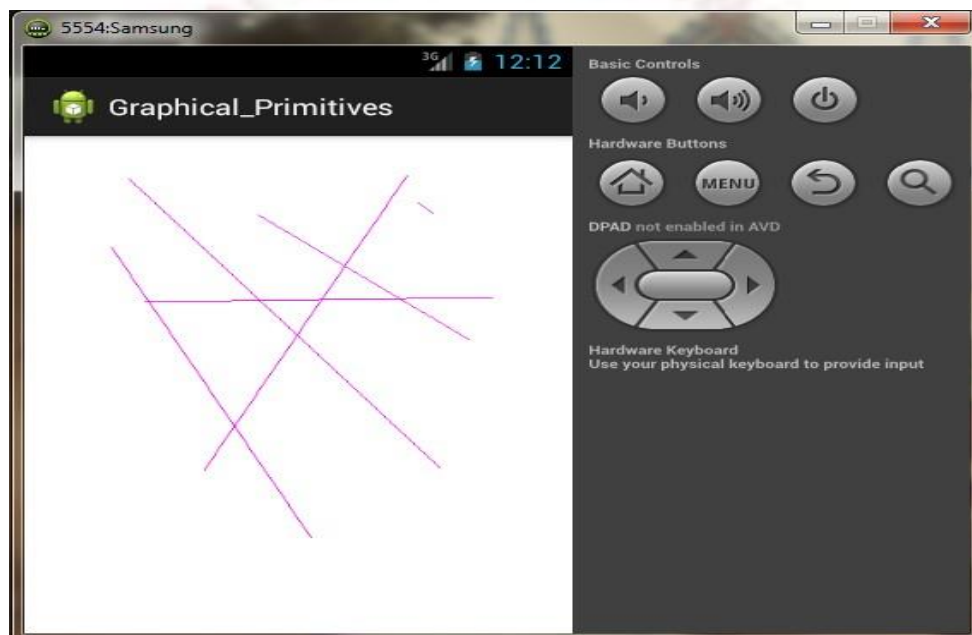 5554:Samsung
3G 12:12
Graphical_Primitives
Basic Controls
Hardware Buttons
MENU
DPAD not enabled in AVD
Hardware Keyboard
Use your physical keyboard to provide input